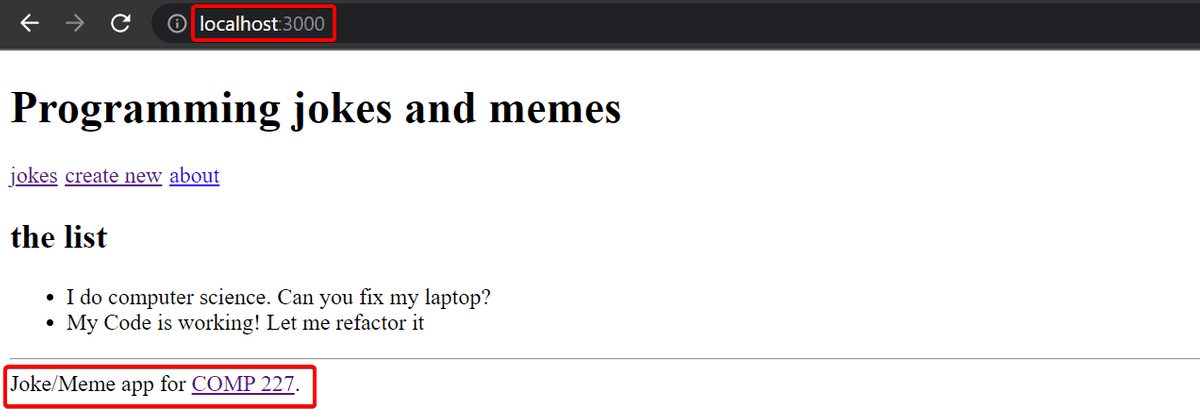 localhost:3000
Programming jokes and memes
jokes create new about
the list
I do computer science. Can you fix my laptop?
My Code is working! Let me refactor it
Joke/Meme app for COMP 227.